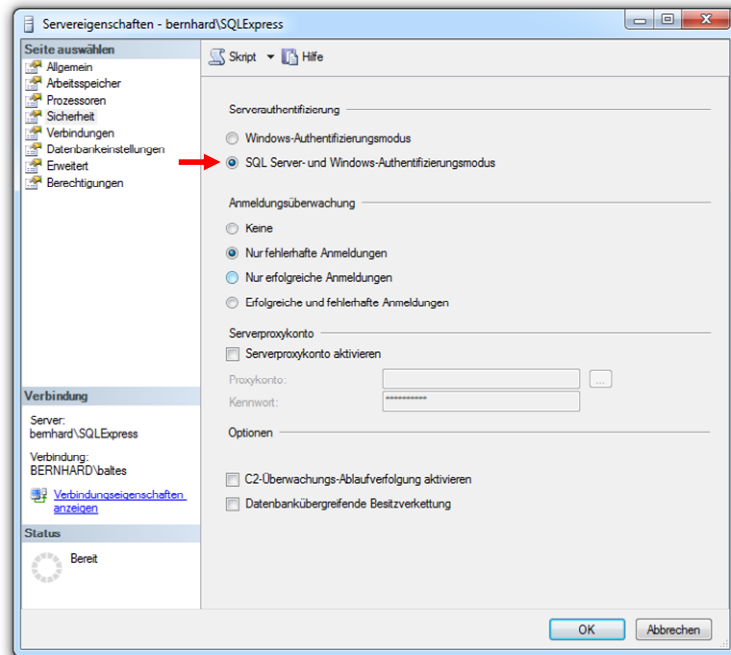 Servereigenschaften - bernhard\SQLExpress
Seite auswählen
Allgemein
Arbeitsspeicher
Prozessoren
Sicherheit
Verbindungen
Datenbankeinstellungen
Erweitert
Berechtigungen
Verbindung
Server:
bernhard\SQLExpress
Verbindung:
BERNHARD\baltes
Verbindungseigenschaften
anzeigen
Status
Bereit
Skript
Hilfe
Serverauthentifizierung
Windows-Authentifizierungsmodus
SQL Server- und Windows-Authentifizierungsmodus
Anmeldungsüberwachung
Keine
Nur fehlerhafte Anmeldungen
Nur erfolgreiche Anmeldungen
Erfolgreiche und fehlerhafte Anmeldungen
Serverproxykonto
Serverproxykonto aktivieren
Proxykonto:
...
Kennwort:
**********
Optionen
C2-Überwachungs-Ablaufverfolgung aktivieren
Datenbankübergreifende Besitzverkettung
OK
Abbrechen